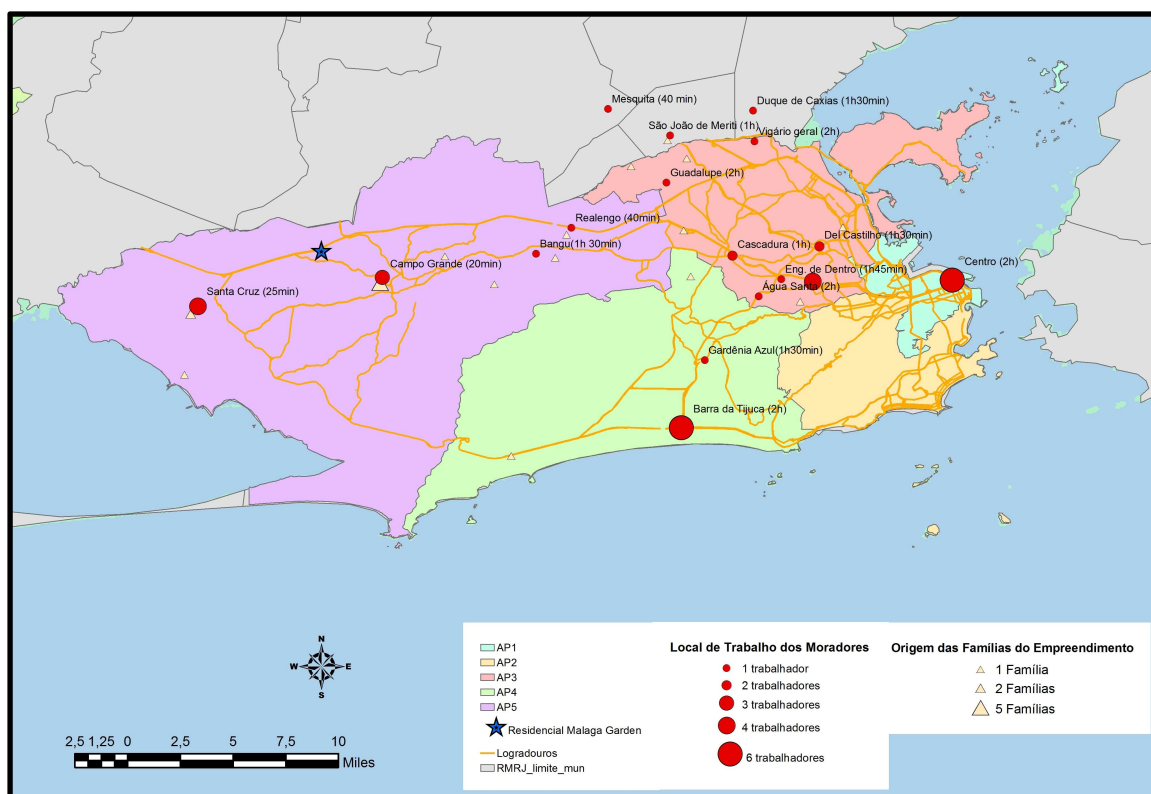 Mesquita (40 min)
Duque de Caxias (1h30min)
São João de Meriti (1h)
Vigário geral (2h)
Guadalupe (2h)
Realengo (40min)
Bangu(1h 30min)
Del Castilho (1h30min)
Cascadura (1h)
Centro (2h)
Campo Grande (20min)
Eng. de Dentro (1h45min)
Santa Cruz (25min)
Água Santa (2h)
Gardênia Azul(1h30min)
Barra da Tijuca (2h)
N
W
E
S
2,5 1,25 0 2,5 5 7,5 10
Miles
AP1
AP2
AP3
AP4
AP5
Residencial Malaga Garden
Logradouros
RMRJ_limite_mun
Local de Trabalho dos Moradores
1 trabalhador
2 trabalhadores
3 trabalhadores
4 trabalhadores
6 trabalhadores
Origem das Famílias do Empreendimento
1 Família
2 Famílias
5 Famílias